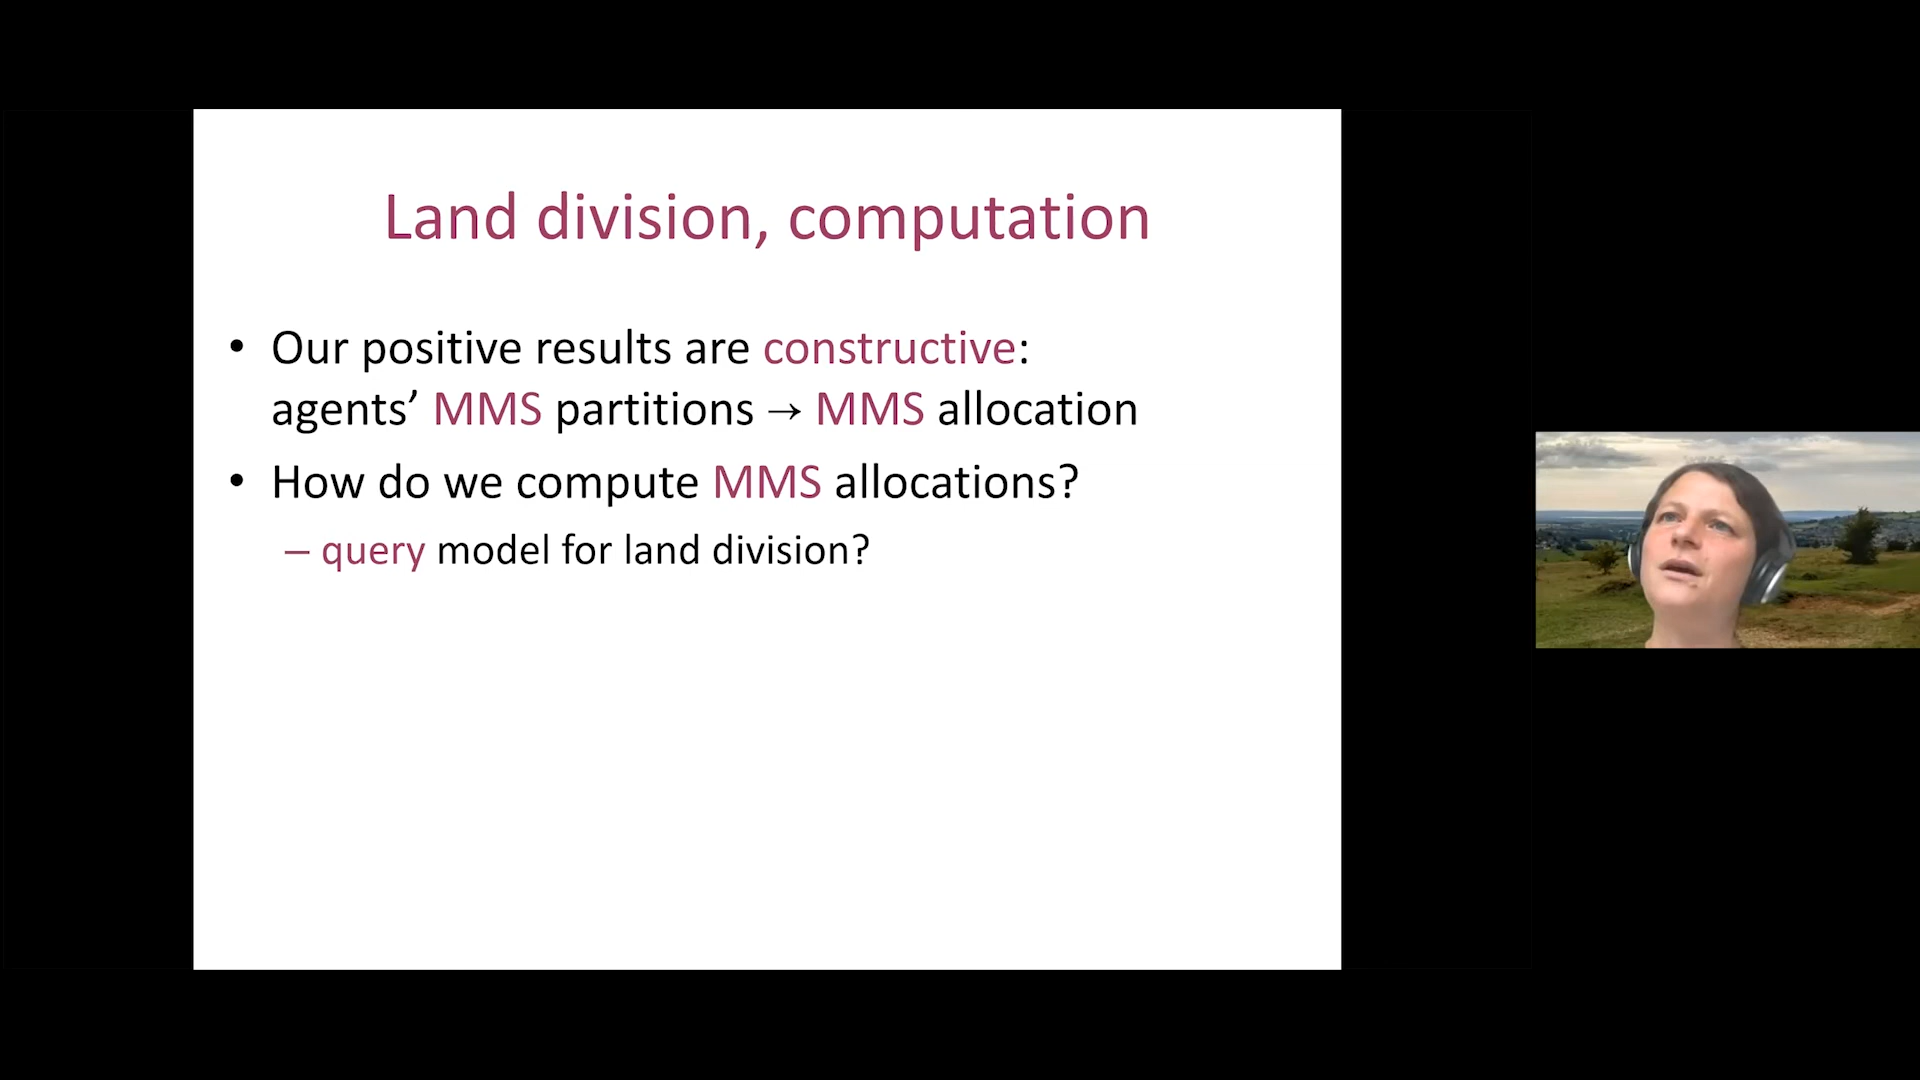 Land division, computation
• Our positive results are constructive:
agents’ MMS partitions → MMS allocation
• How do we compute MMS allocations?
– query model for land division?